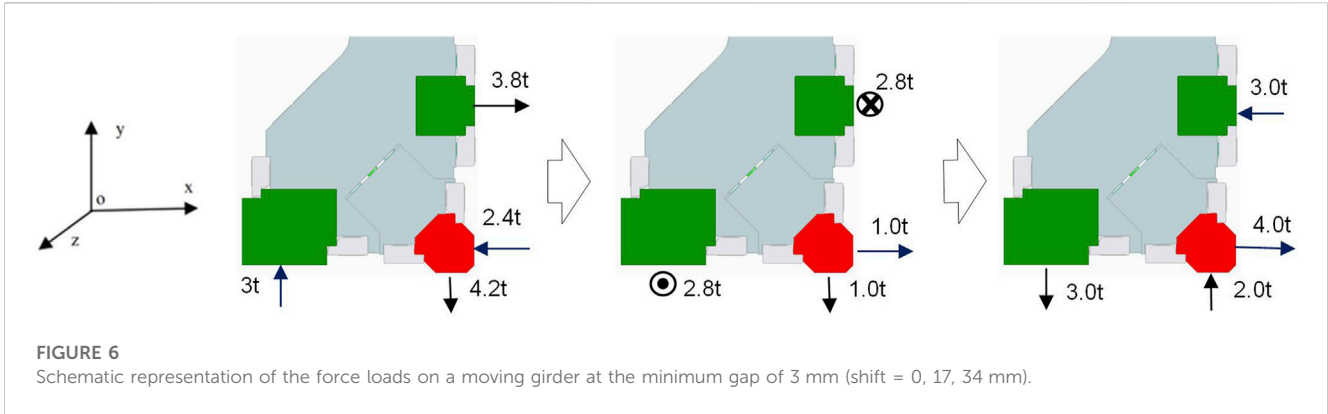 y
o
x
z
3.8t
2.4t
3t
4.2t
2.8t
1.0t
2.8t
1.0t
3.0t
4.0t
3.0t
2.0t
FIGURE 6
Schematic representation of the force loads on a moving girder at the minimum gap of 3 mm (shift = 0, 17, 34 mm).